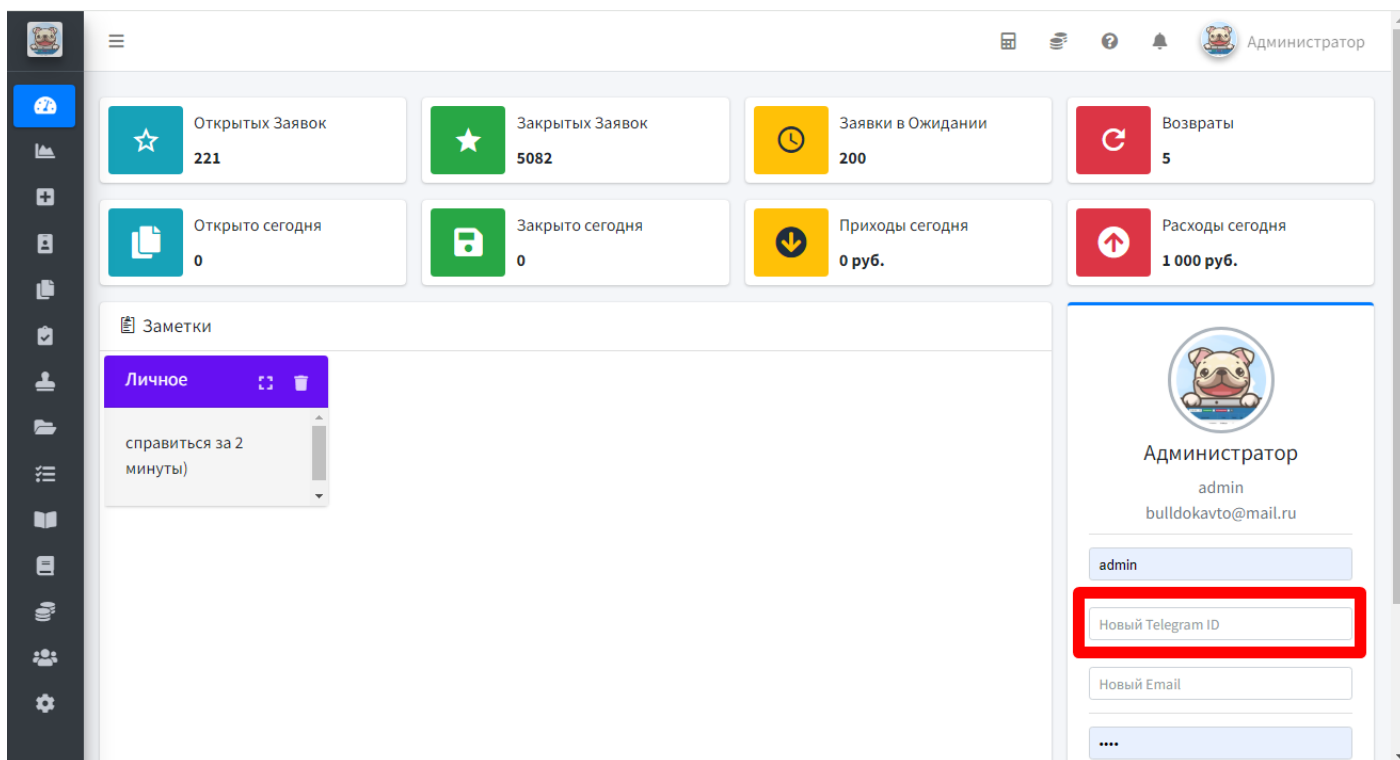 Администратор
Открытых Заявок
221
Закрытых Заявок
5082
Заявки в Ожидании
200
Возвраты
5
Открыто сегодня
0
Закрыто сегодня
0
Приходы сегодня
0 руб.
Расходы сегодня
1 000 руб.
Заметки
Личное
справиться за 2
минуты)
Администратор
admin
bulldokavto@mail.ru
admin
Новый Telegram ID
Новый Email
••••